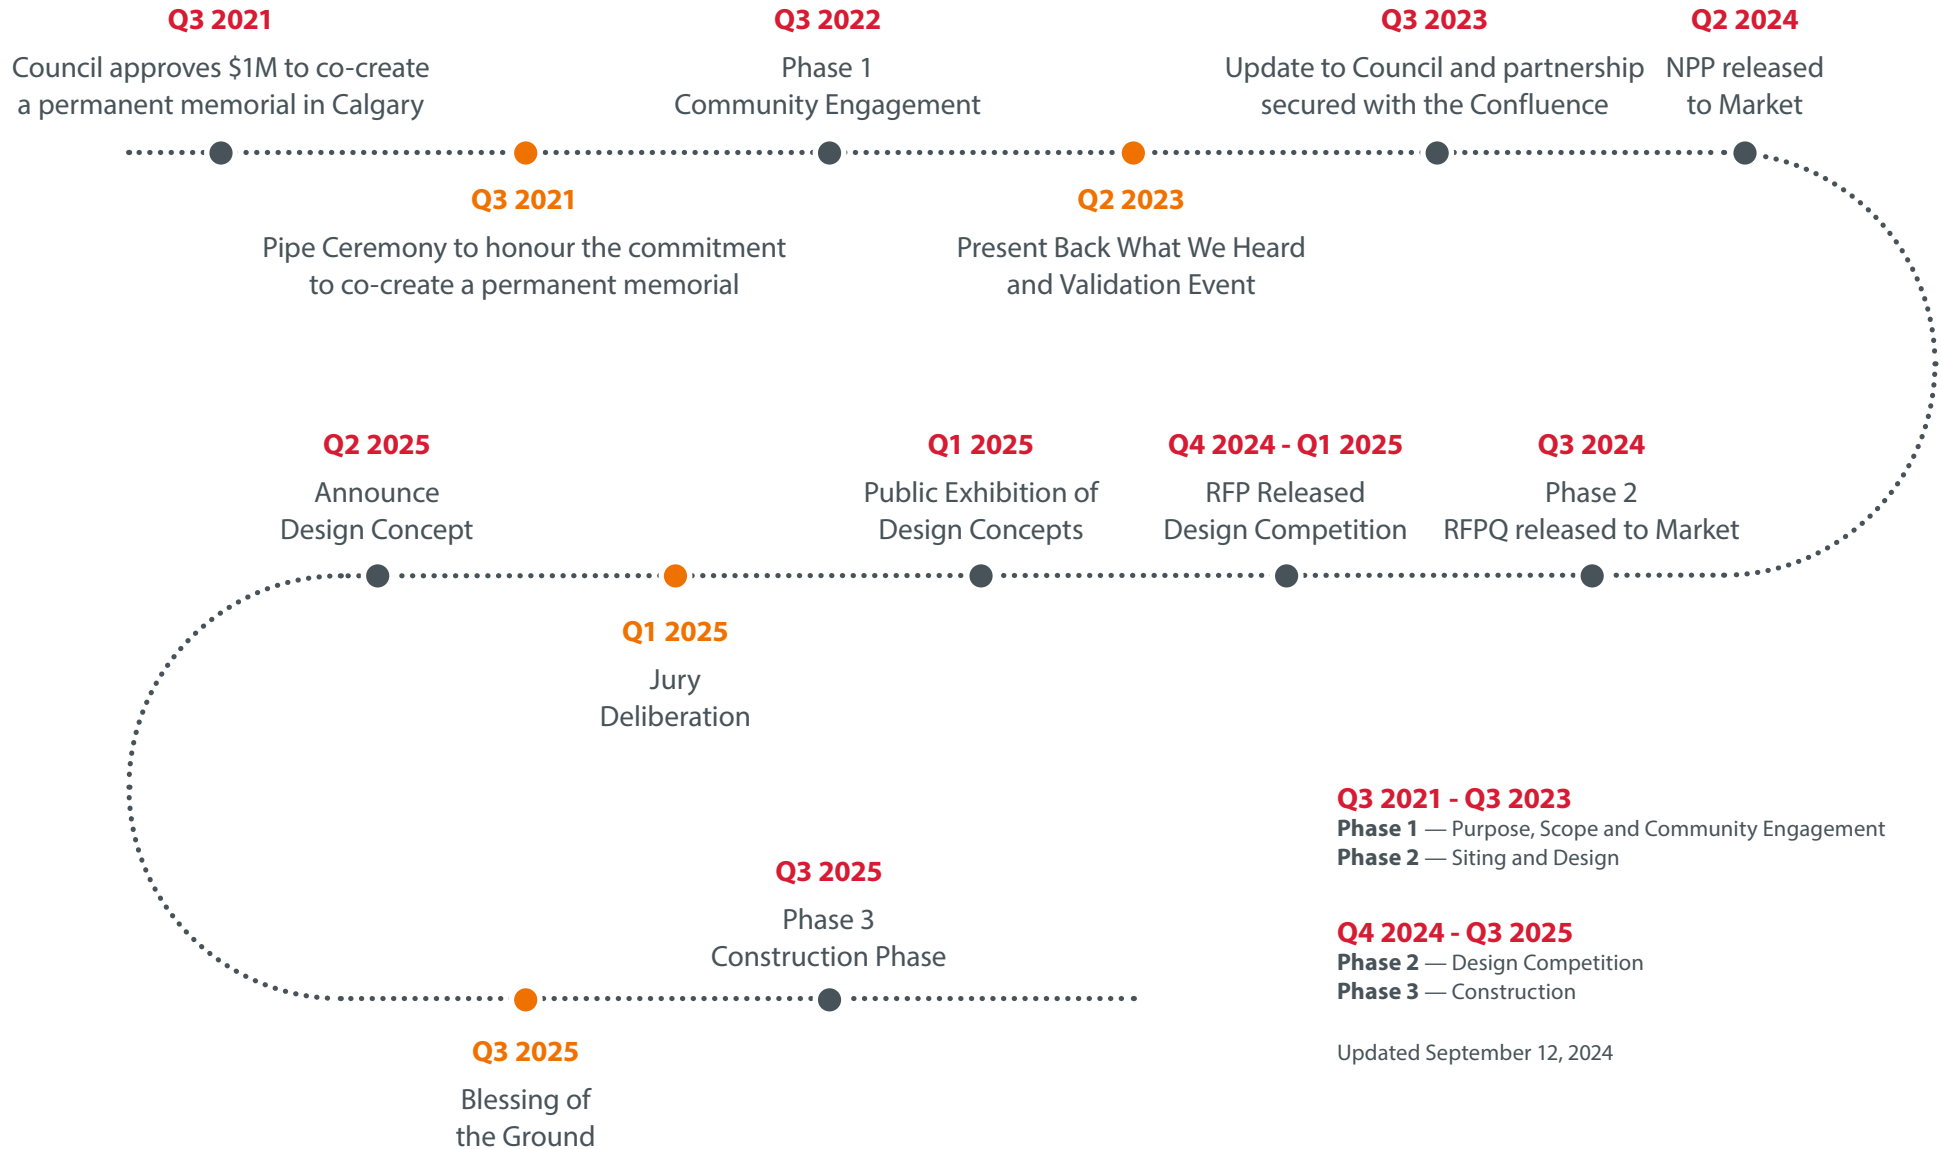 Q3 2021
Council approves $1M to co-create
a permanent memorial in Calgary
Q3 2021
Pipe Ceremony to honour the commitment
to co-create a permanent memorial
Q3 2022
Phase 1
Community Engagement
Q2 2023
Present Back What We Heard
and Validation Event
Q3 2023
Update to Council and partnership
secured with the Confluence
Q2 2024
NPP released
to Market
Q3 2024
Phase 2
RFPQ released to Market
Q4 2024 - Q1 2025
RFP Released
Design Competition
Q1 2025
Public Exhibition of
Design Concepts
Q1 2025
Jury
Deliberation
Q2 2025
Announce
Design Concept
Q3 2025
Blessing of
the Ground
Q3 2025
Phase 3
Construction Phase
Q3 2021 - Q3 2023
Phase 1 — Purpose, Scope and Community Engagement
Phase 2 — Siting and Design
Q4 2024 - Q3 2025
Phase 2 — Design Competition
Phase 3 — Construction
Updated September 12, 2024